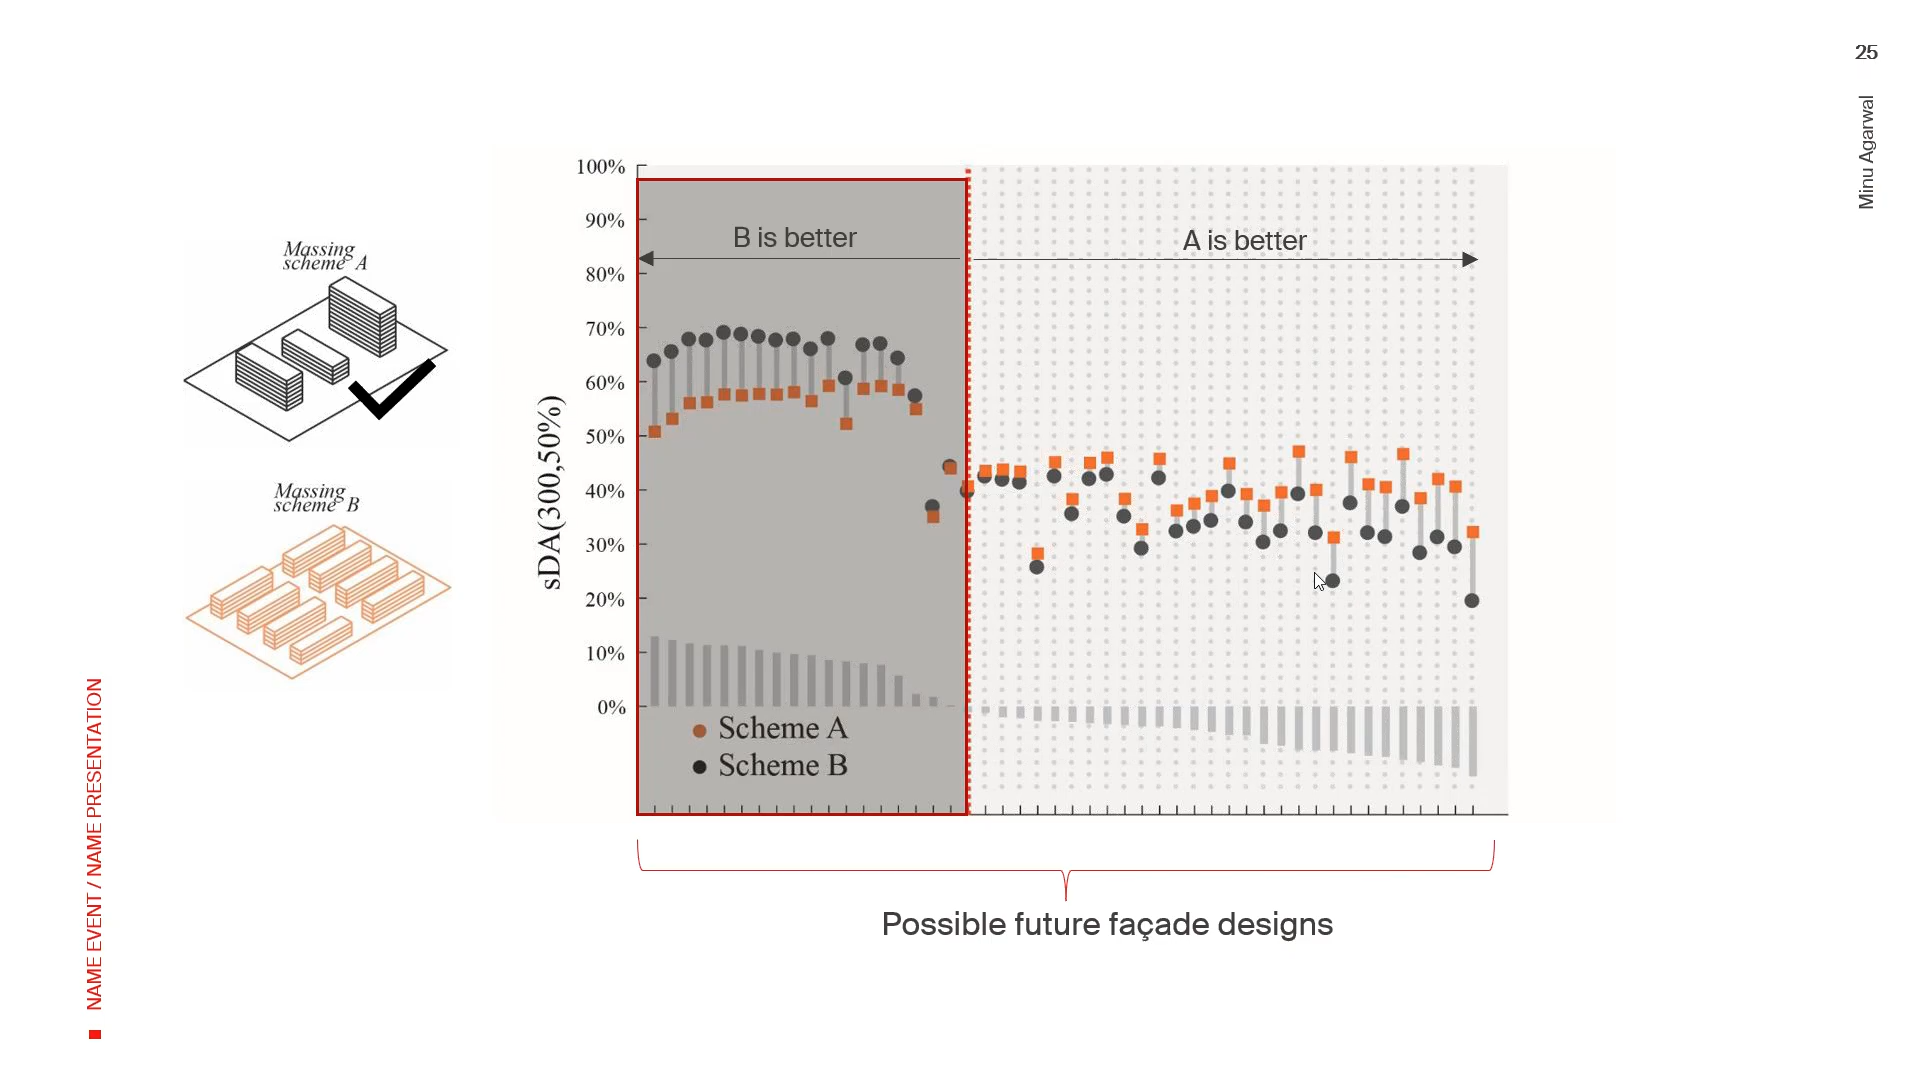 25
Minu Agarwal
Massing
scheme A
Massing
scheme B
sDA(300,50%)
100%
90%
80%
70%
60%
50%
40%
30%
20%
10%
0%
B is better
A is better
Scheme A
Scheme B
Possible future façade designs
NAME EVENT / NAME PRESENTATION